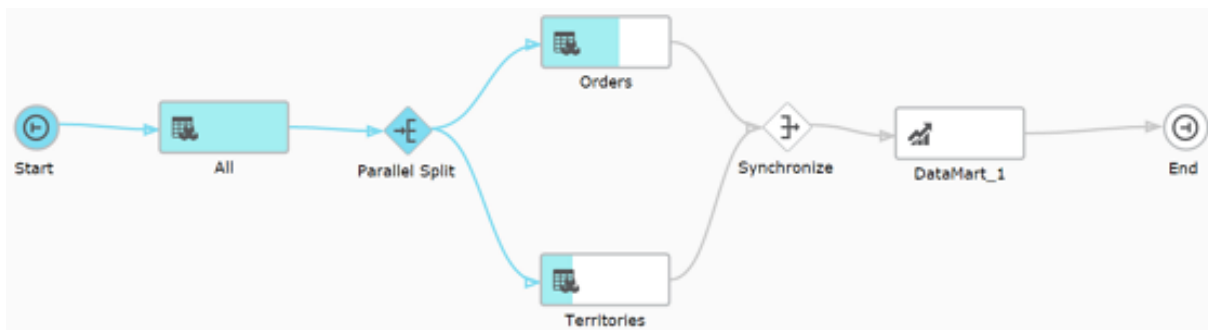 Orders
Start
All
Parallel Split
Synchronize
DataMart_1
End
Territories